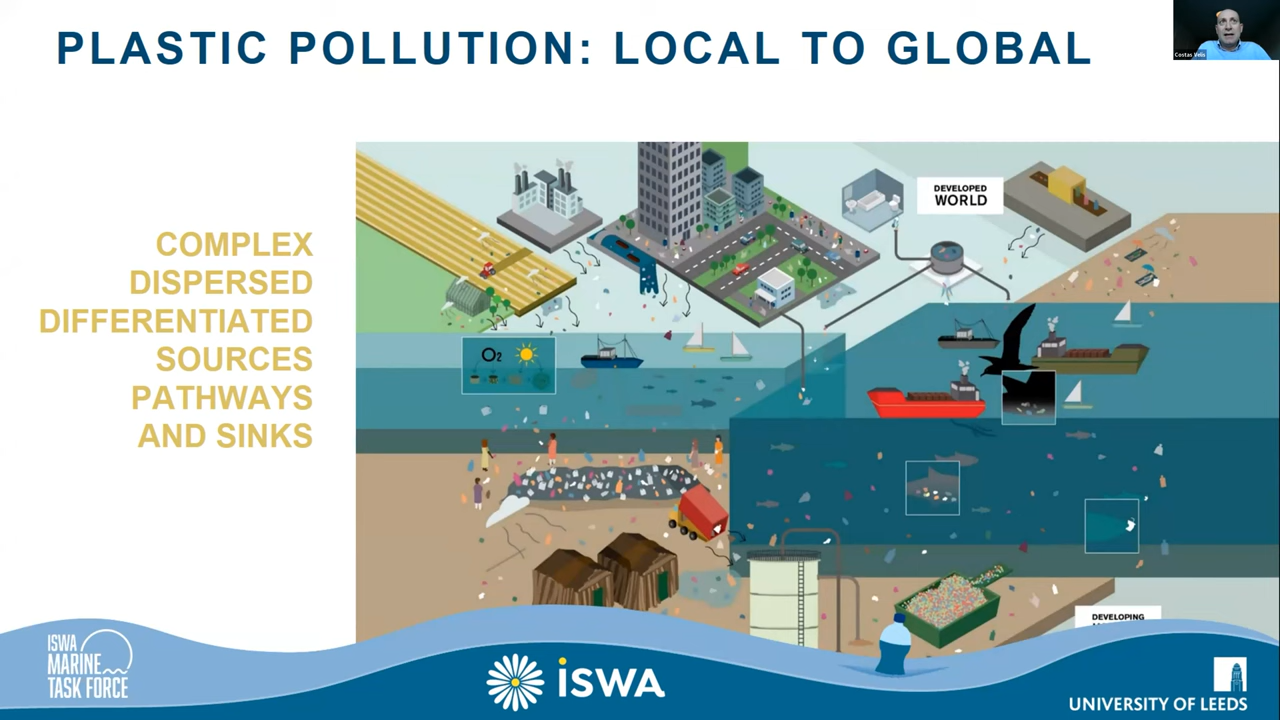 PLASTIC POLLUTION: LOCAL TO GLOBAL
Costas Velis
COMPLEX
DISPERSED
DIFFERENTIATED
SOURCES
PATHWAYS
AND SINKS
DEVELOPED
WORLD
O₂
DEVELOPING
ISWA
MARINE
TASK FORCE
iSWA
UNIVERSITY OF LEEDS